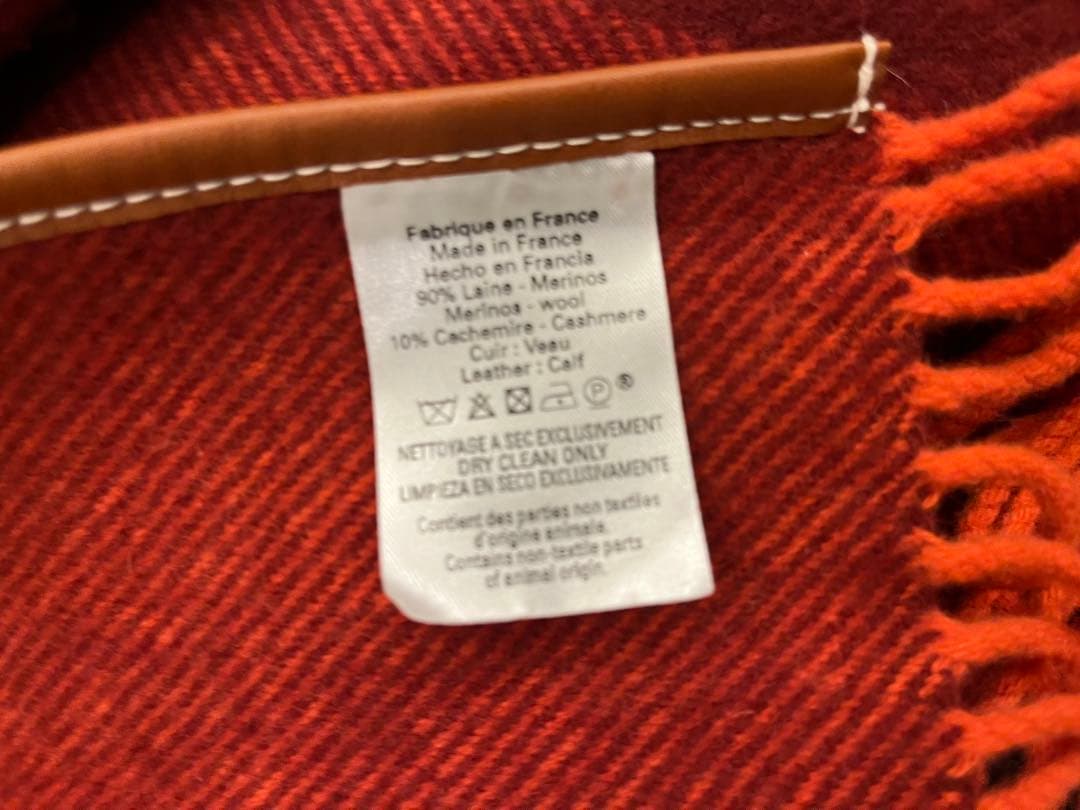 Fabrique en France
Made in France
Hecho en Francia
90% Laine - Merinos
Merinos - wool
10% Cachemire - Cashmere
Cuir : Veau
Leather : Calf
P ®
NETTOYAGE A SEC EXCLUSIVEMENT
DRY CLEAN ONLY
LIMPIEZA EN SECO EXCLUSIVAMENTE
Contient des parties non textiles
d'origine animale.
Contains non-textile parts
of animal origin.